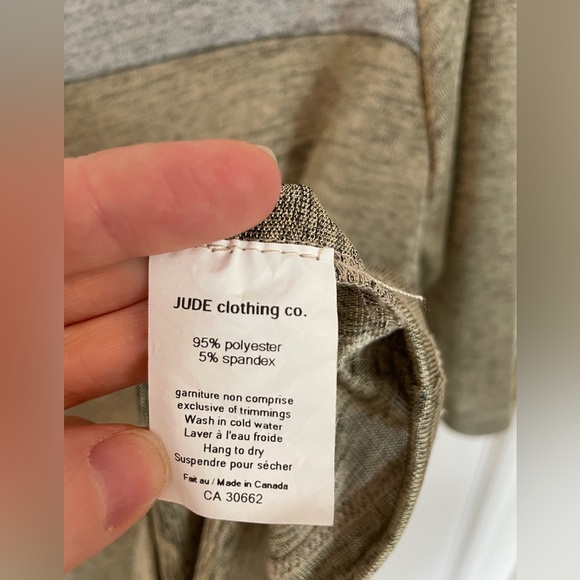 JUDE clothing co.
95% polyester
5% spandex
garniture non comprise
exclusive of trimmings
Wash in cold water
Laver à l'eau froide
Hang to dry
Suspendre pour sécher
Fait au / Made in Canada
CA 30662